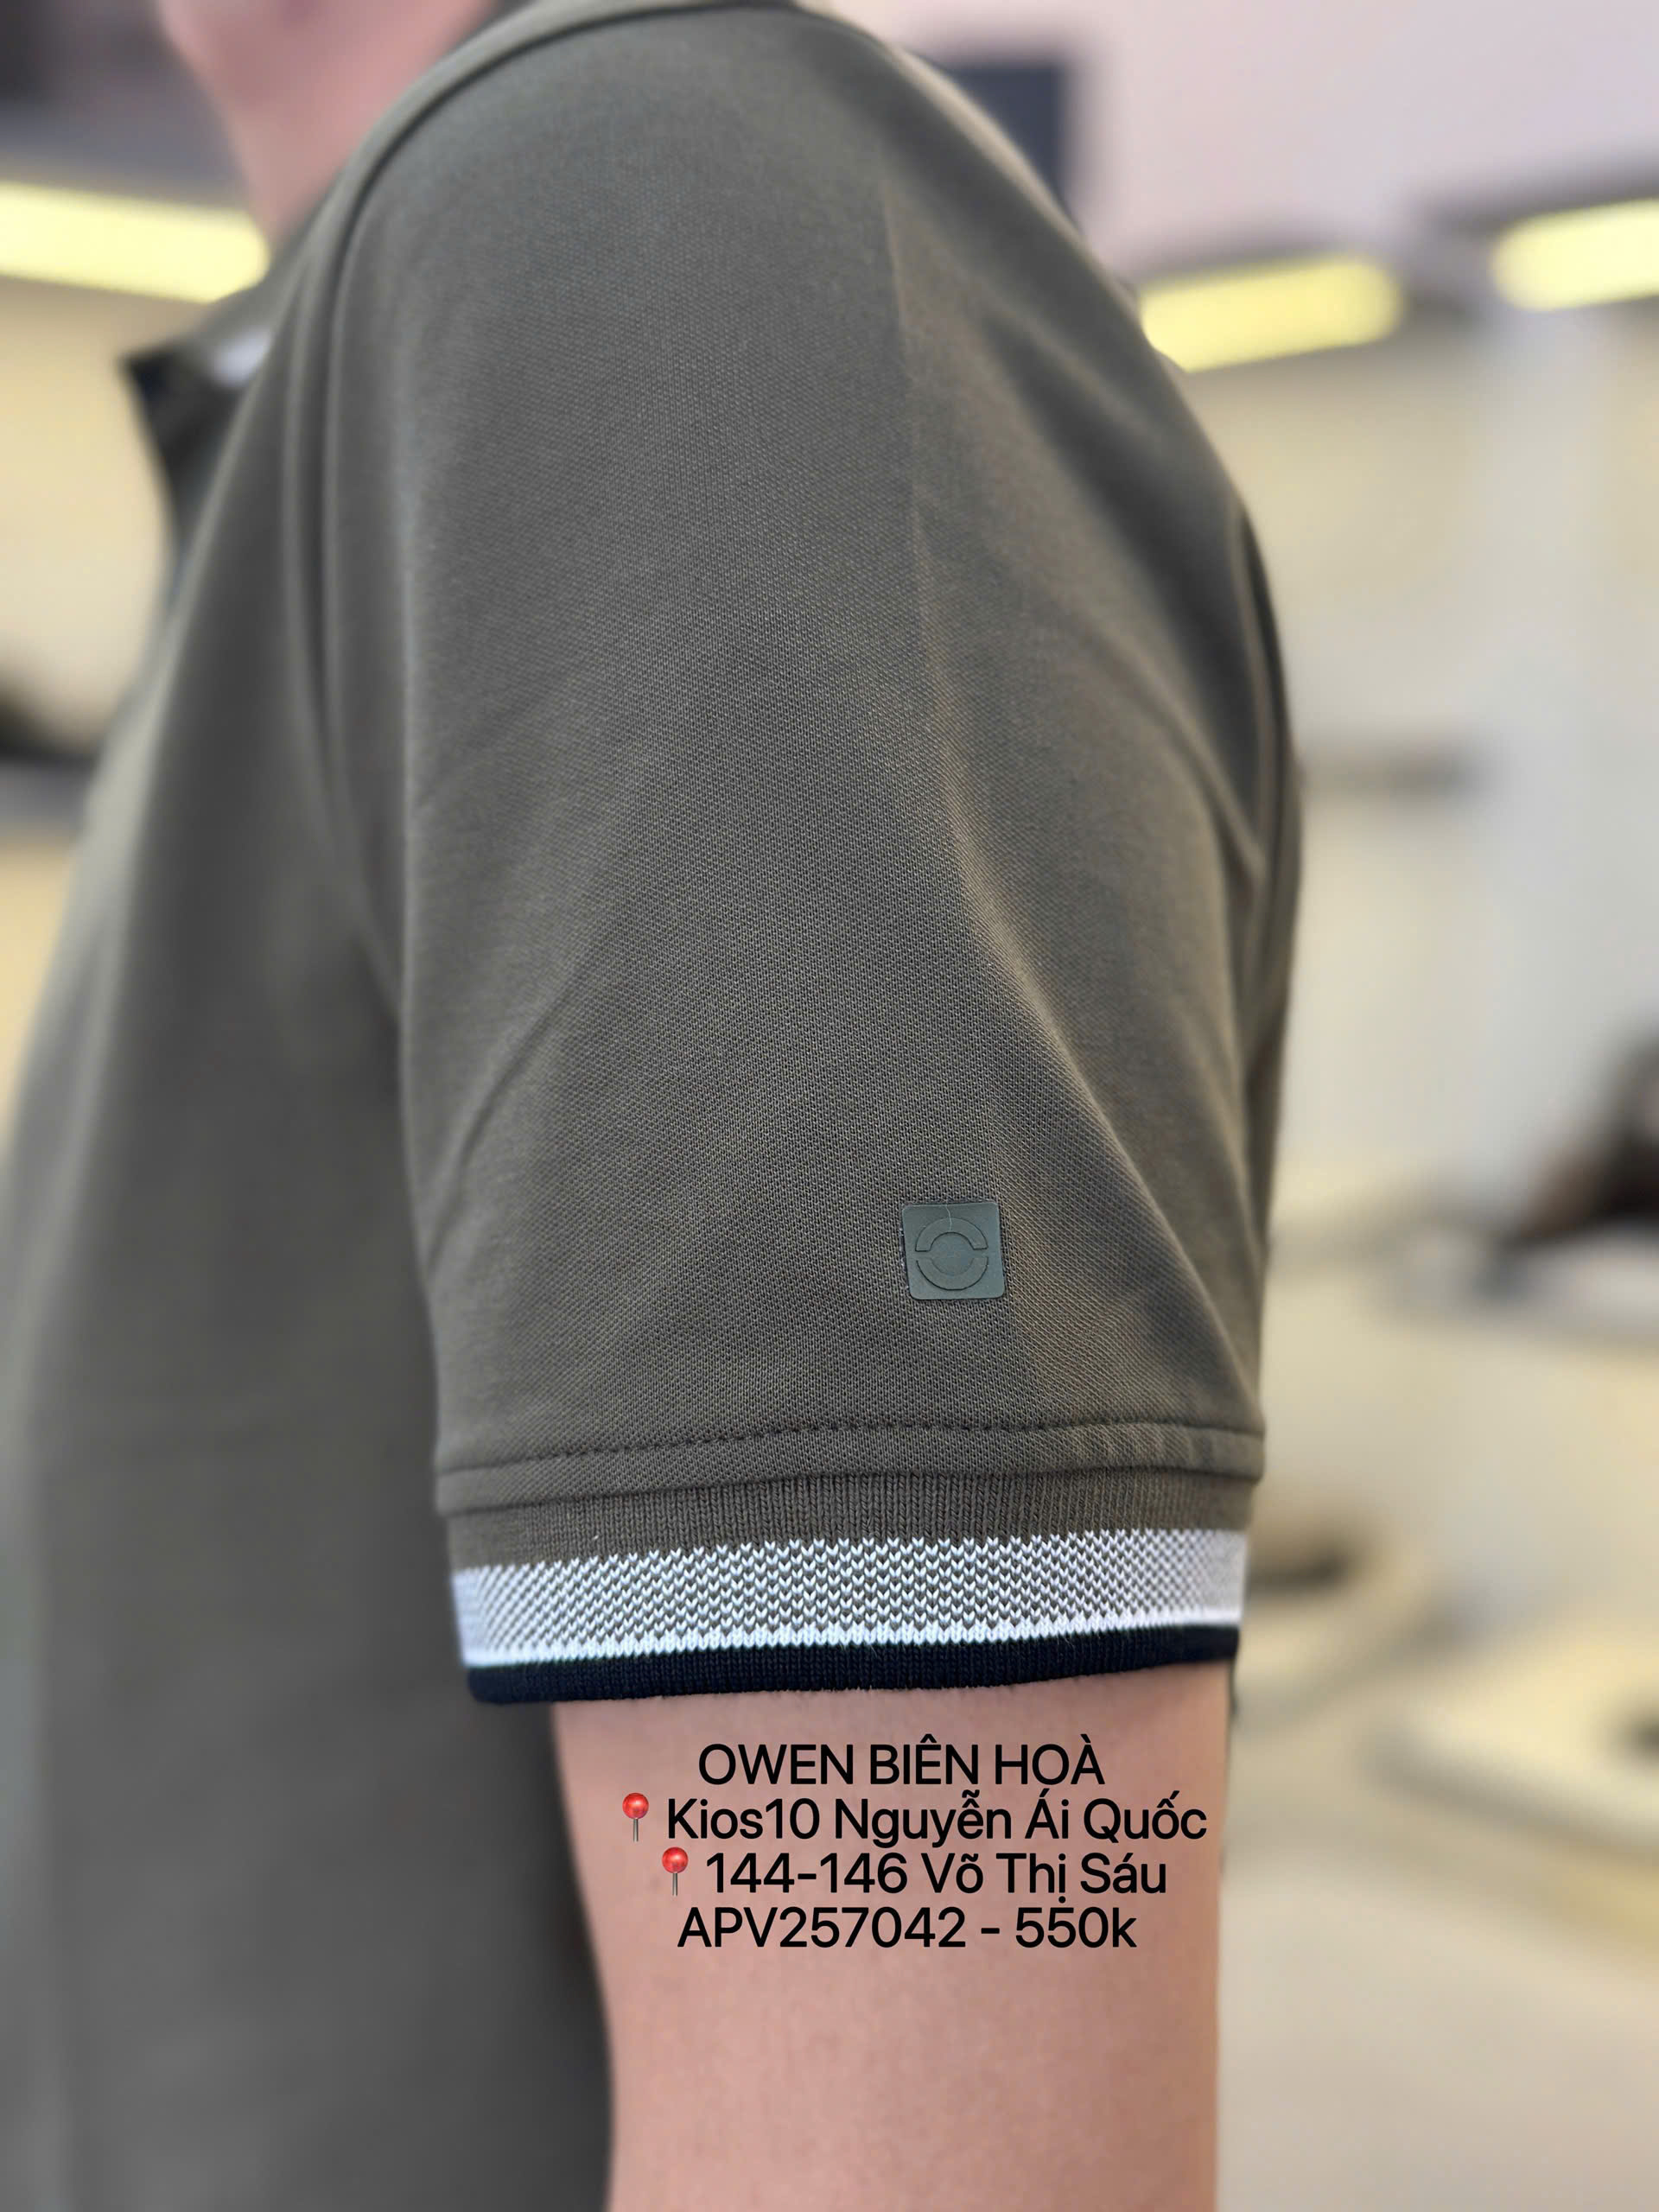 OWEN BIÊN HOÀ
📍Kios10 Nguyễn Ái Quốc
📍144-146 Võ Thị Sáu
APV257042 - 550k